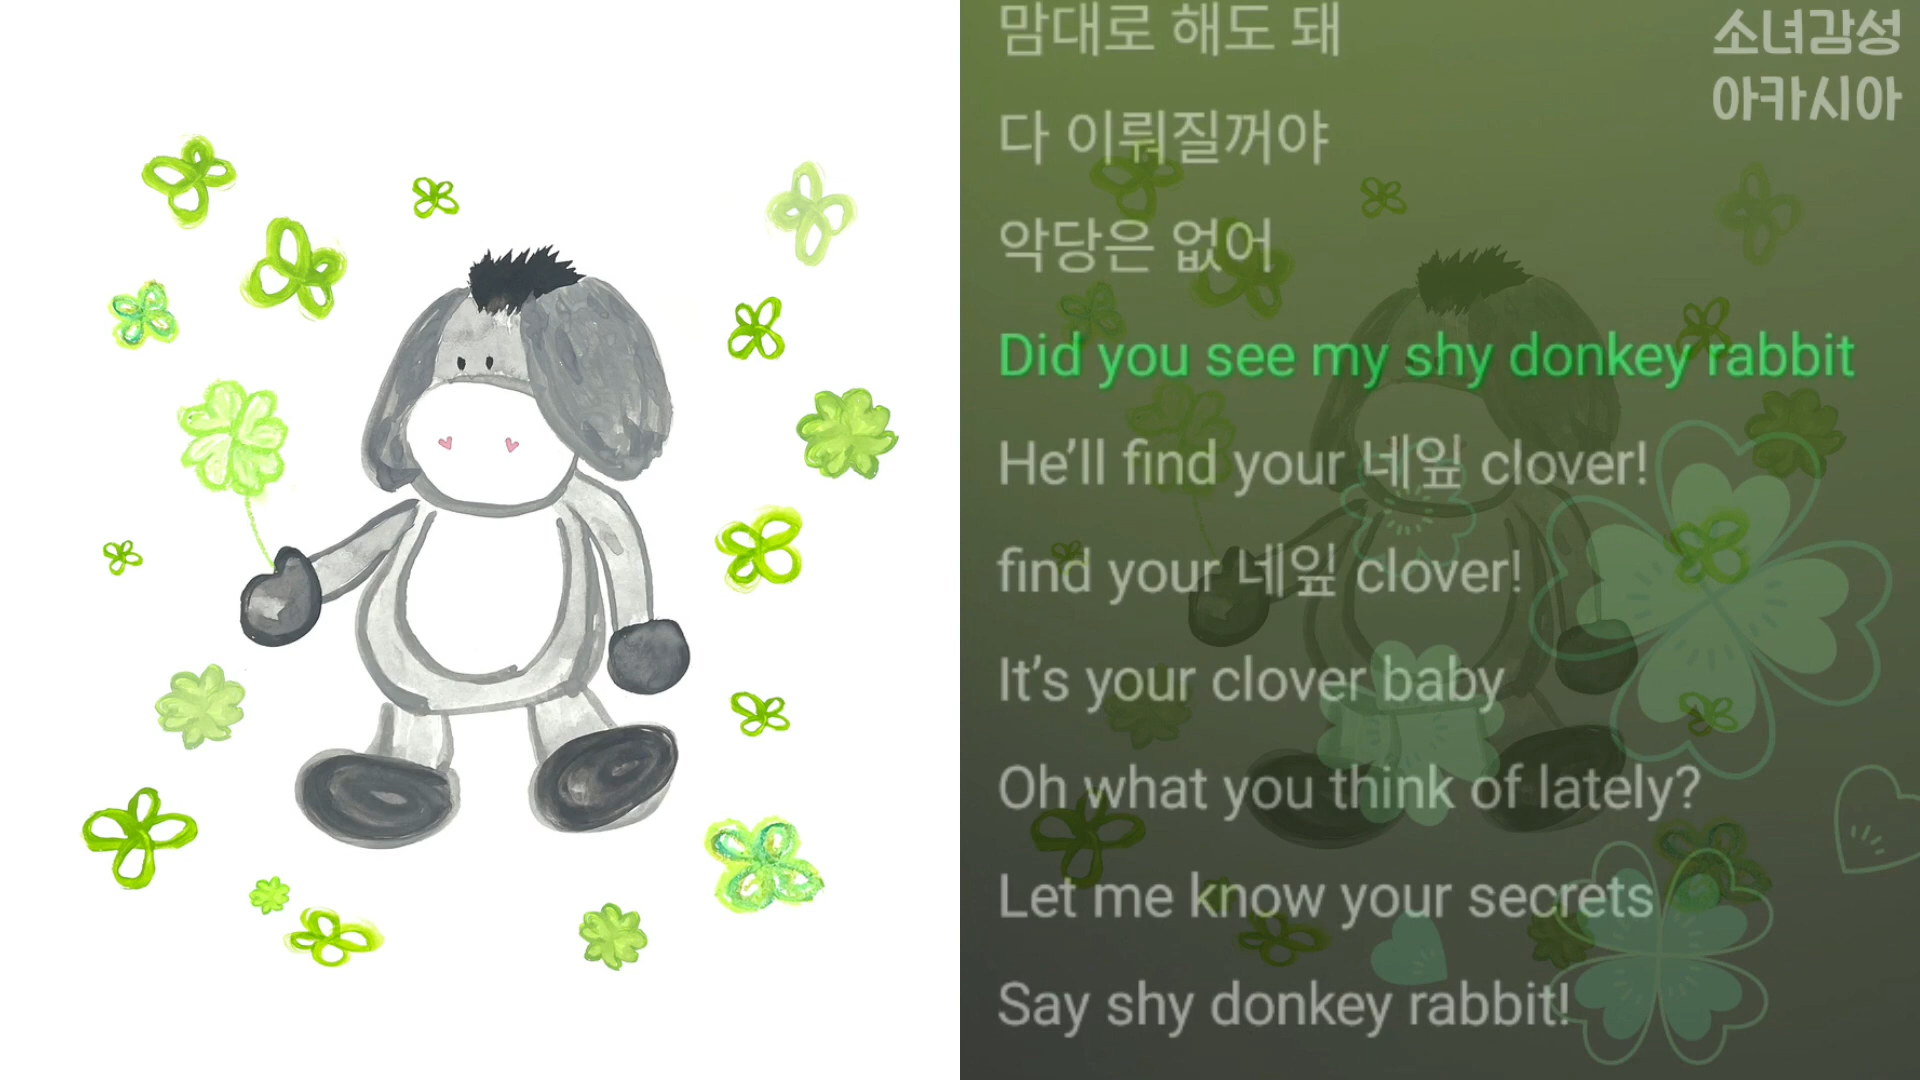 맘대로 해도 돼
다 이뤄질꺼야
악당은 없어
Did you see my shy donkey rabbit
He’ll find your 네잎 clover!
find your 네잎 clover!
It’s your clover baby
Oh what you think of lately?
Let me know your secrets
Say shy donkey rabbit!
소녀감성
아카시아